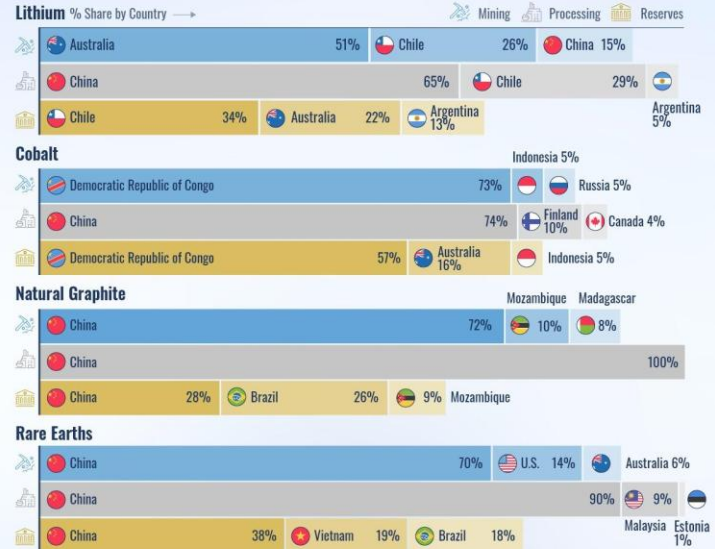 Lithium % Share by Country → Mining Processing Reserves
Australia 51% Chile 26% China 15%
China 65% Chile 29%
Argentina
5%
Chile 34% Australia 22% Argentina
13%
Cobalt
Indonesia 5%
Democratic Republic of Congo 73% Russia 5%
China 74% Finland
10% Canada 4%
Democratic Republic of Congo 57% Australia
16% Indonesia 5%
Natural Graphite
Mozambique Madagascar
China 72% 10% 8%
China 100%
China 28% Brazil 26% 9% Mozambique
Rare Earths
China 70% U.S. 14% Australia 6%
China 90% 9%
Malaysia Estonia
1%
China 38% Vietnam 19% Brazil 18%